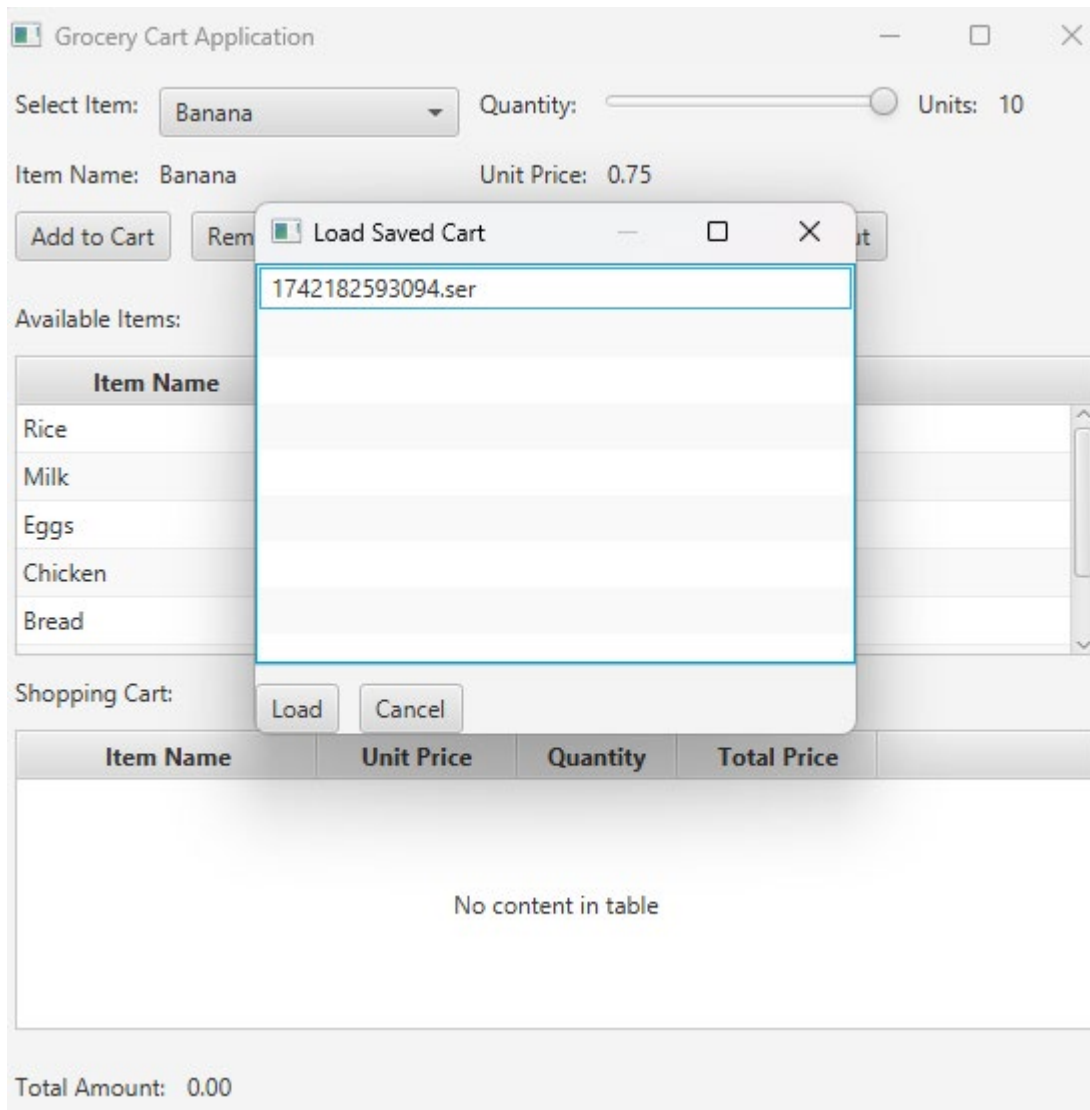 Grocery Cart Application
Select Item: Banana Quantity: Units: 10
Item Name: Banana Unit Price: 0.75
Add to Cart
Load Saved Cart
1742182593094.ser
Available Items:
Item Name
Rice
Milk
Eggs
Chicken
Bread
Load Cancel
Shopping Cart:
Item Name Unit Price Quantity Total Price
No content in table
Total Amount: 0.00